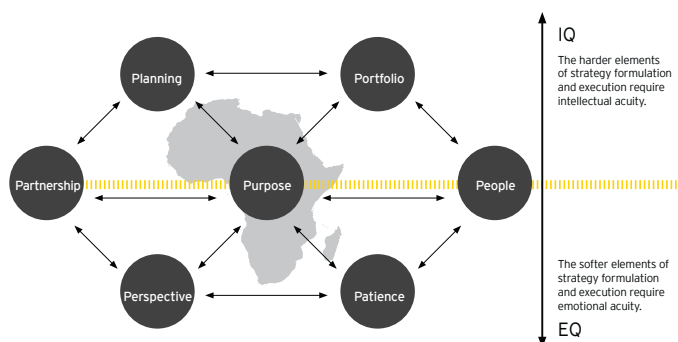 Planning
Portfolio
Partnership
Purpose
People
Perspective
Patience
IQ
The harder elements
of strategy formulation
and execution require
intellectual acuity.
The softer elements of
strategy formulation
and execution require
emotional acuity.
EQ